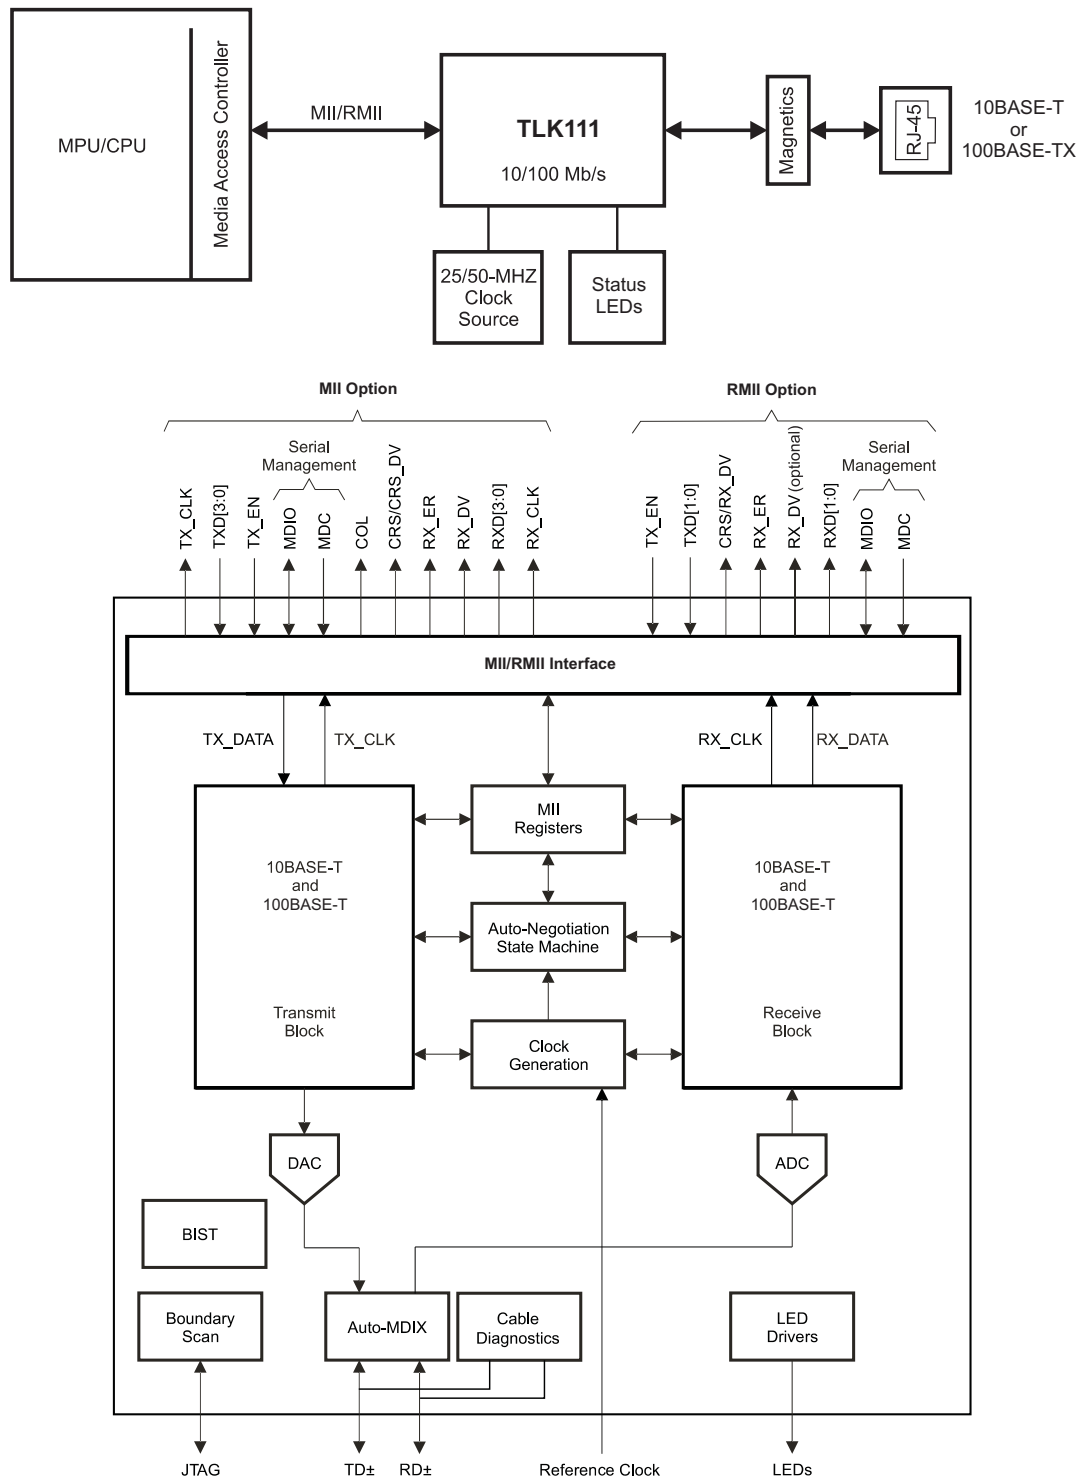 MPU/CPU
Media Access Controller
MII/RMII
TLK111
10/100 Mb/s
Magnetics
RJ-45
10BASE-T
or
100BASE-TX
25/50-MHZ
Clock
Source
Status
LEDs
MII Option
RMII Option
Serial
Management
Serial
Management
TX_CLK
TXD[3:0]
TX_EN
MDIO
MDC
COL
CRS/CRS_DV
RX_ER
RX_DV
RXD[3:0]
RX_CLK
TX_EN
TXD[1:0]
CRS/RX_DV
RX_ER
RX_DV (optional)
RXD[1:0]
MDIO
MDC
MII/RMII Interface
TX_DATA
TX_CLK
RX_CLK
RX_DATA
10BASE-T
and
100BASE-T
Transmit
Block
MII
Registers
Auto-Negotiation
State Machine
Clock
Generation
10BASE-T
and
100BASE-T
Receive
Block
DAC
ADC
BIST
Boundary
Scan
Auto-MDIX
Cable
Diagnostics
LED
Drivers
JTAG
TD±
RD±
Reference Clock
LEDs